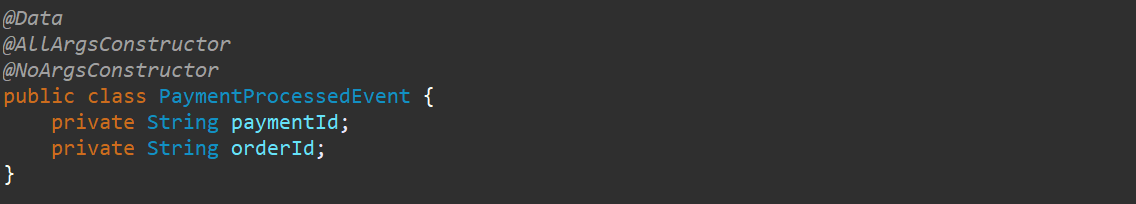 @Data
@AllArgsConstructor
@NoArgsConstructor
public class PaymentProcessedEvent {
    private String paymentId;
    private String orderId;
}